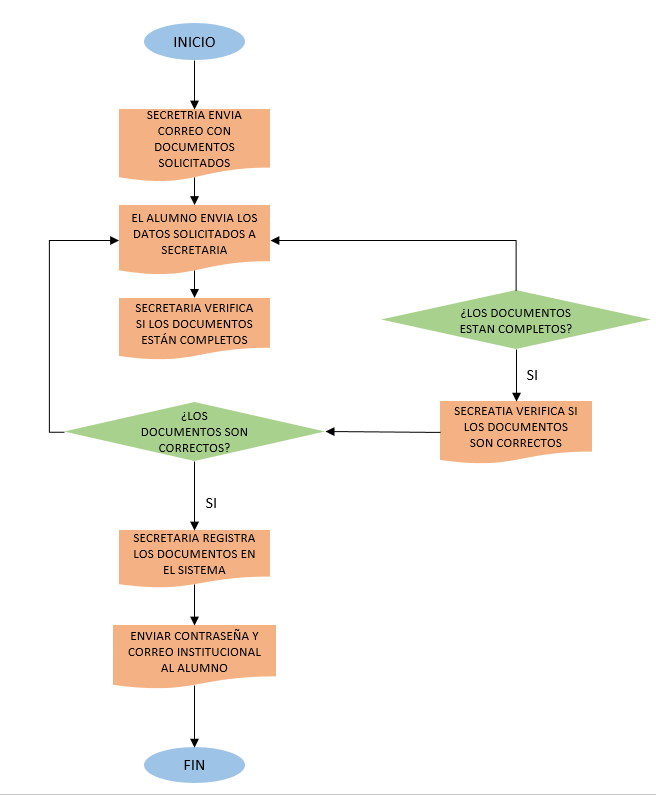 INICIO
SECRETRIA ENVIA
CORREO CON
DOCUMENTOS
SOLICITADOS
EL ALUMNO ENVIA LOS
DATOS SOLICITADOS A
SECRETARIA
SECRETARIA VERIFICA
SI LOS DOCUMENTOS
ESTÁN COMPLETOS
¿LOS DOCUMENTOS
ESTAN COMPLETOS?
SI
SECREATIA VERIFICA SI
LOS DOCUMENTOS
SON CORRECTOS
¿LOS
DOCUMENTOS SON
CORRECTOS?
SI
SECRETARIA REGISTRA
LOS DOCUMENTOS EN
EL SISTEMA
ENVIAR CONTRASEÑA Y
CORREO INSTITUCIONAL
AL ALUMNO
FIN